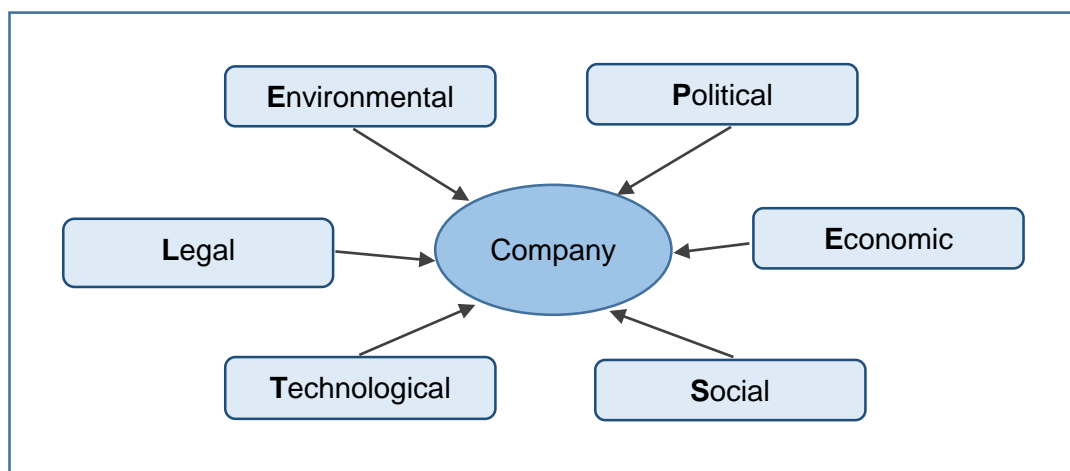 Environmental
Political
Company
Economic
Legal
Technological
Social